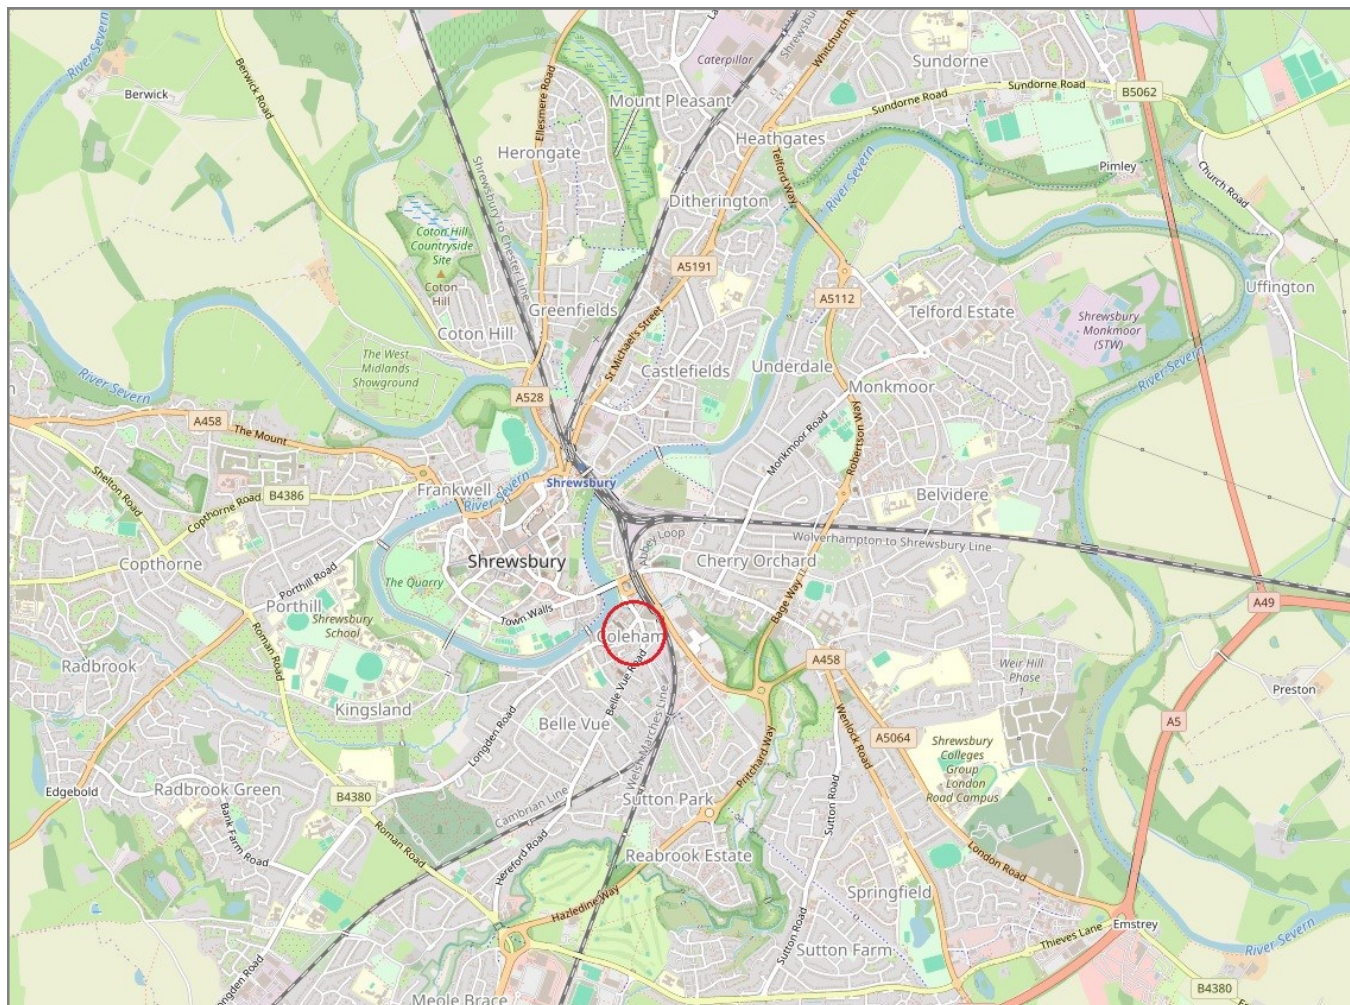 River Severn
Berwick
Berwick Road
Ellesmere Road
Caterpillar
Whitchurch
Sundorne
Sundorne Road
Sundorne Road
B5062
Mount Pleasant
Heathgates
Herongate
Telford Way
Pimley
Church Road
River Severn
Ditherington
Shrewsbury to Chester Line
Coton Hill
Countryside
Site
A5191
Coton
Hill
Uffington
A5112
Greenfields
Telford Estate
Shrewsbury
- Monkmoor
(STW)
Coton Hill
St Michael's Street
The West
Midlands
Showground
River Severn
Castlefields
Underdale
Monkmoor
River Severn
A528
A458
The Mount
Robertson Way
Monkmoor Road
Shelton Road
Copthorne Road
B4386
Frankwell
River Severn
Shrewsbury
Belvidere
Abbey Loop
Wolverhampton to Shrewsbury Line
Copthorne
Shrewsbury
Cherry Orchard
Porthill Road
The Quarry
Bage Way
A49
Porthill
Town Walls
Shrewsbury
School
Roman Road
Coleham
Radbrook
A458
Weir Hill
Phase
1
Preston
Belle Vue Road
Kingsland
Longden Road
Belle Vue
Welsh Marches Line
Wenlock Road
A5
A5064
Shrewsbury
Colleges
Group
London
Road Campus
Pritchard Way
Edgebold
Radbrook Green
B4380
Cambrian Line
Sutton Park
Sutton Road
Bank Farm Road
Roman Road
Hereford Road
Reabrook Estate
London Road
Springfield
Hazledine Way
Emstrey
Sutton Road
Thieves Lane
Sutton Farm
River Severn
Longden Road
Meole Brace
B4380